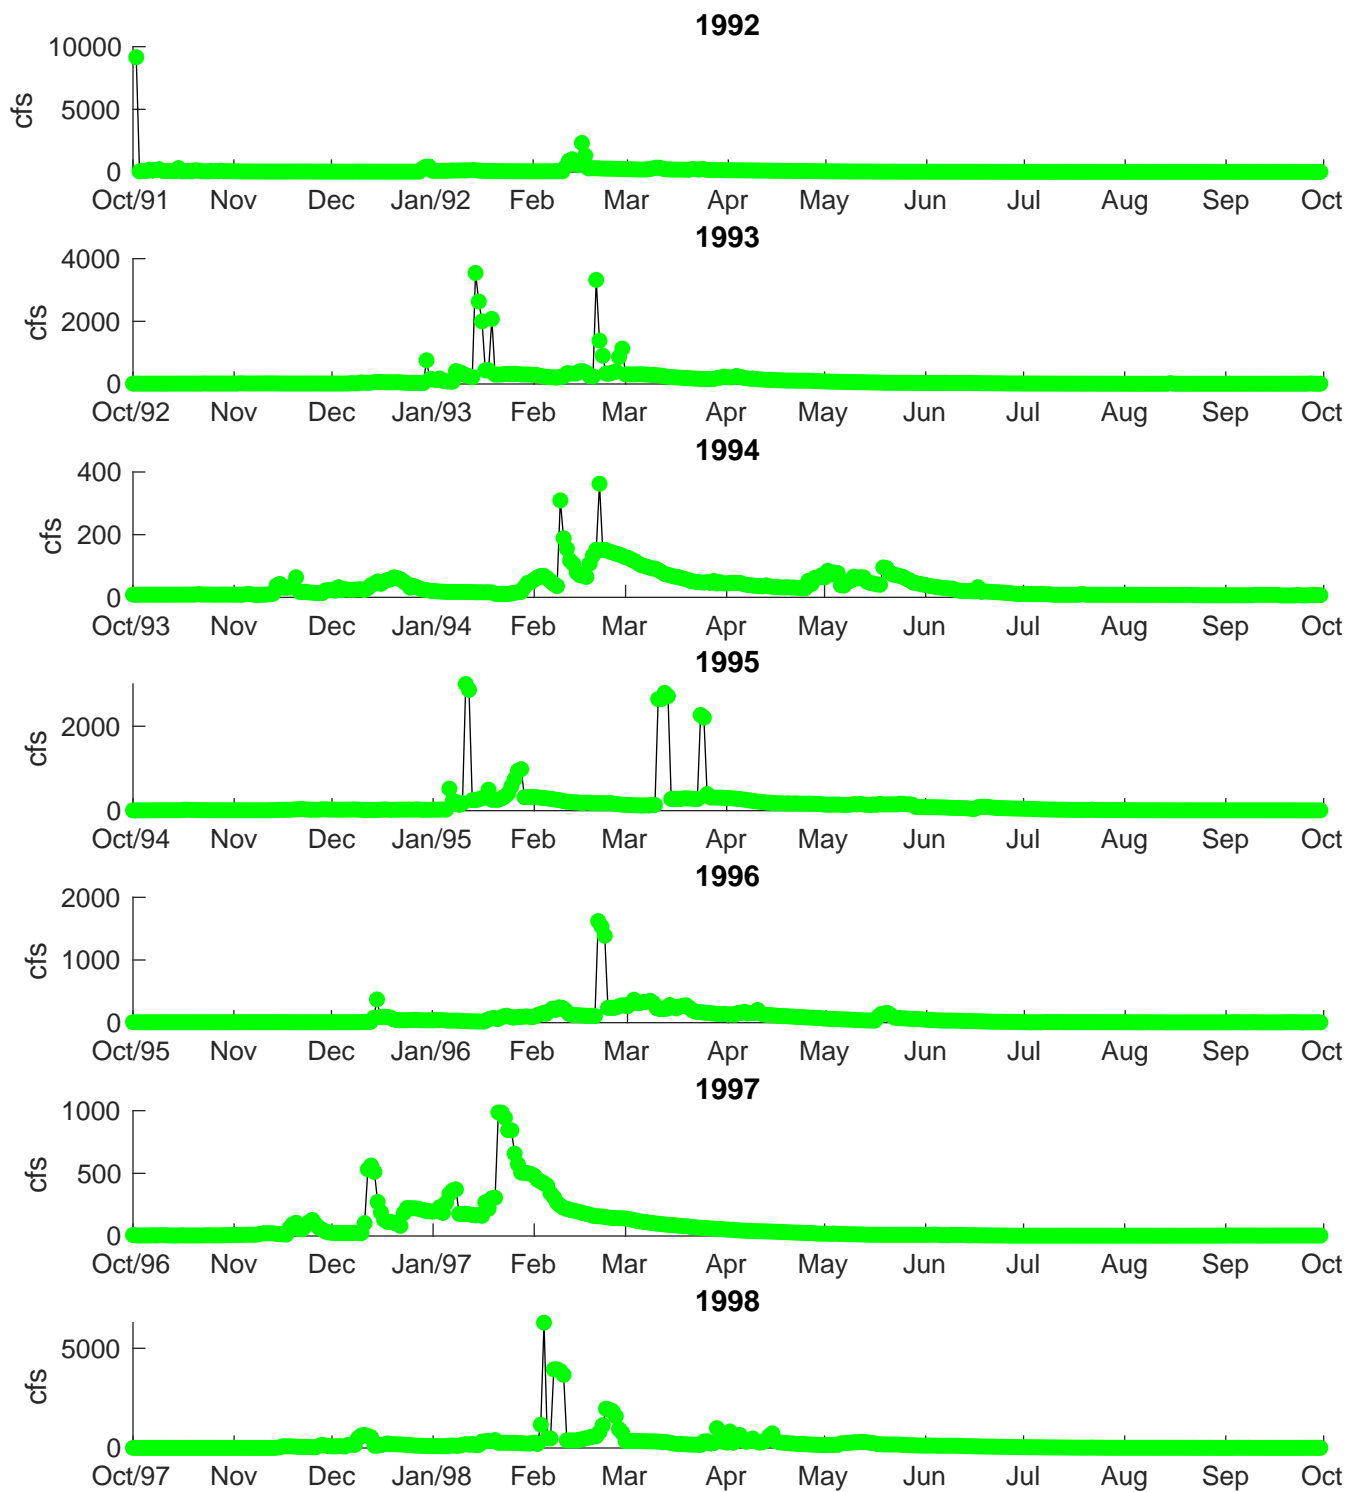 1992
10000
5000
0
cfs
Oct/91 Nov Dec Jan/92 Feb Mar Apr May Jun Jul Aug Sep Oct
1993
4000
2000
0
cfs
Oct/92 Nov Dec Jan/93 Feb Mar Apr May Jun Jul Aug Sep Oct
1994
400
200
0
cfs
Oct/93 Nov Dec Jan/94 Feb Mar Apr May Jun Jul Aug Sep Oct
1995
2000
0
cfs
Oct/94 Nov Dec Jan/95 Feb Mar Apr May Jun Jul Aug Sep Oct
1996
2000
1000
0
cfs
Oct/95 Nov Dec Jan/96 Feb Mar Apr May Jun Jul Aug Sep Oct
1997
1000
500
0
cfs
Oct/96 Nov Dec Jan/97 Feb Mar Apr May Jun Jul Aug Sep Oct
1998
5000
0
cfs
Oct/97 Nov Dec Jan/98 Feb Mar Apr May Jun Jul Aug Sep Oct